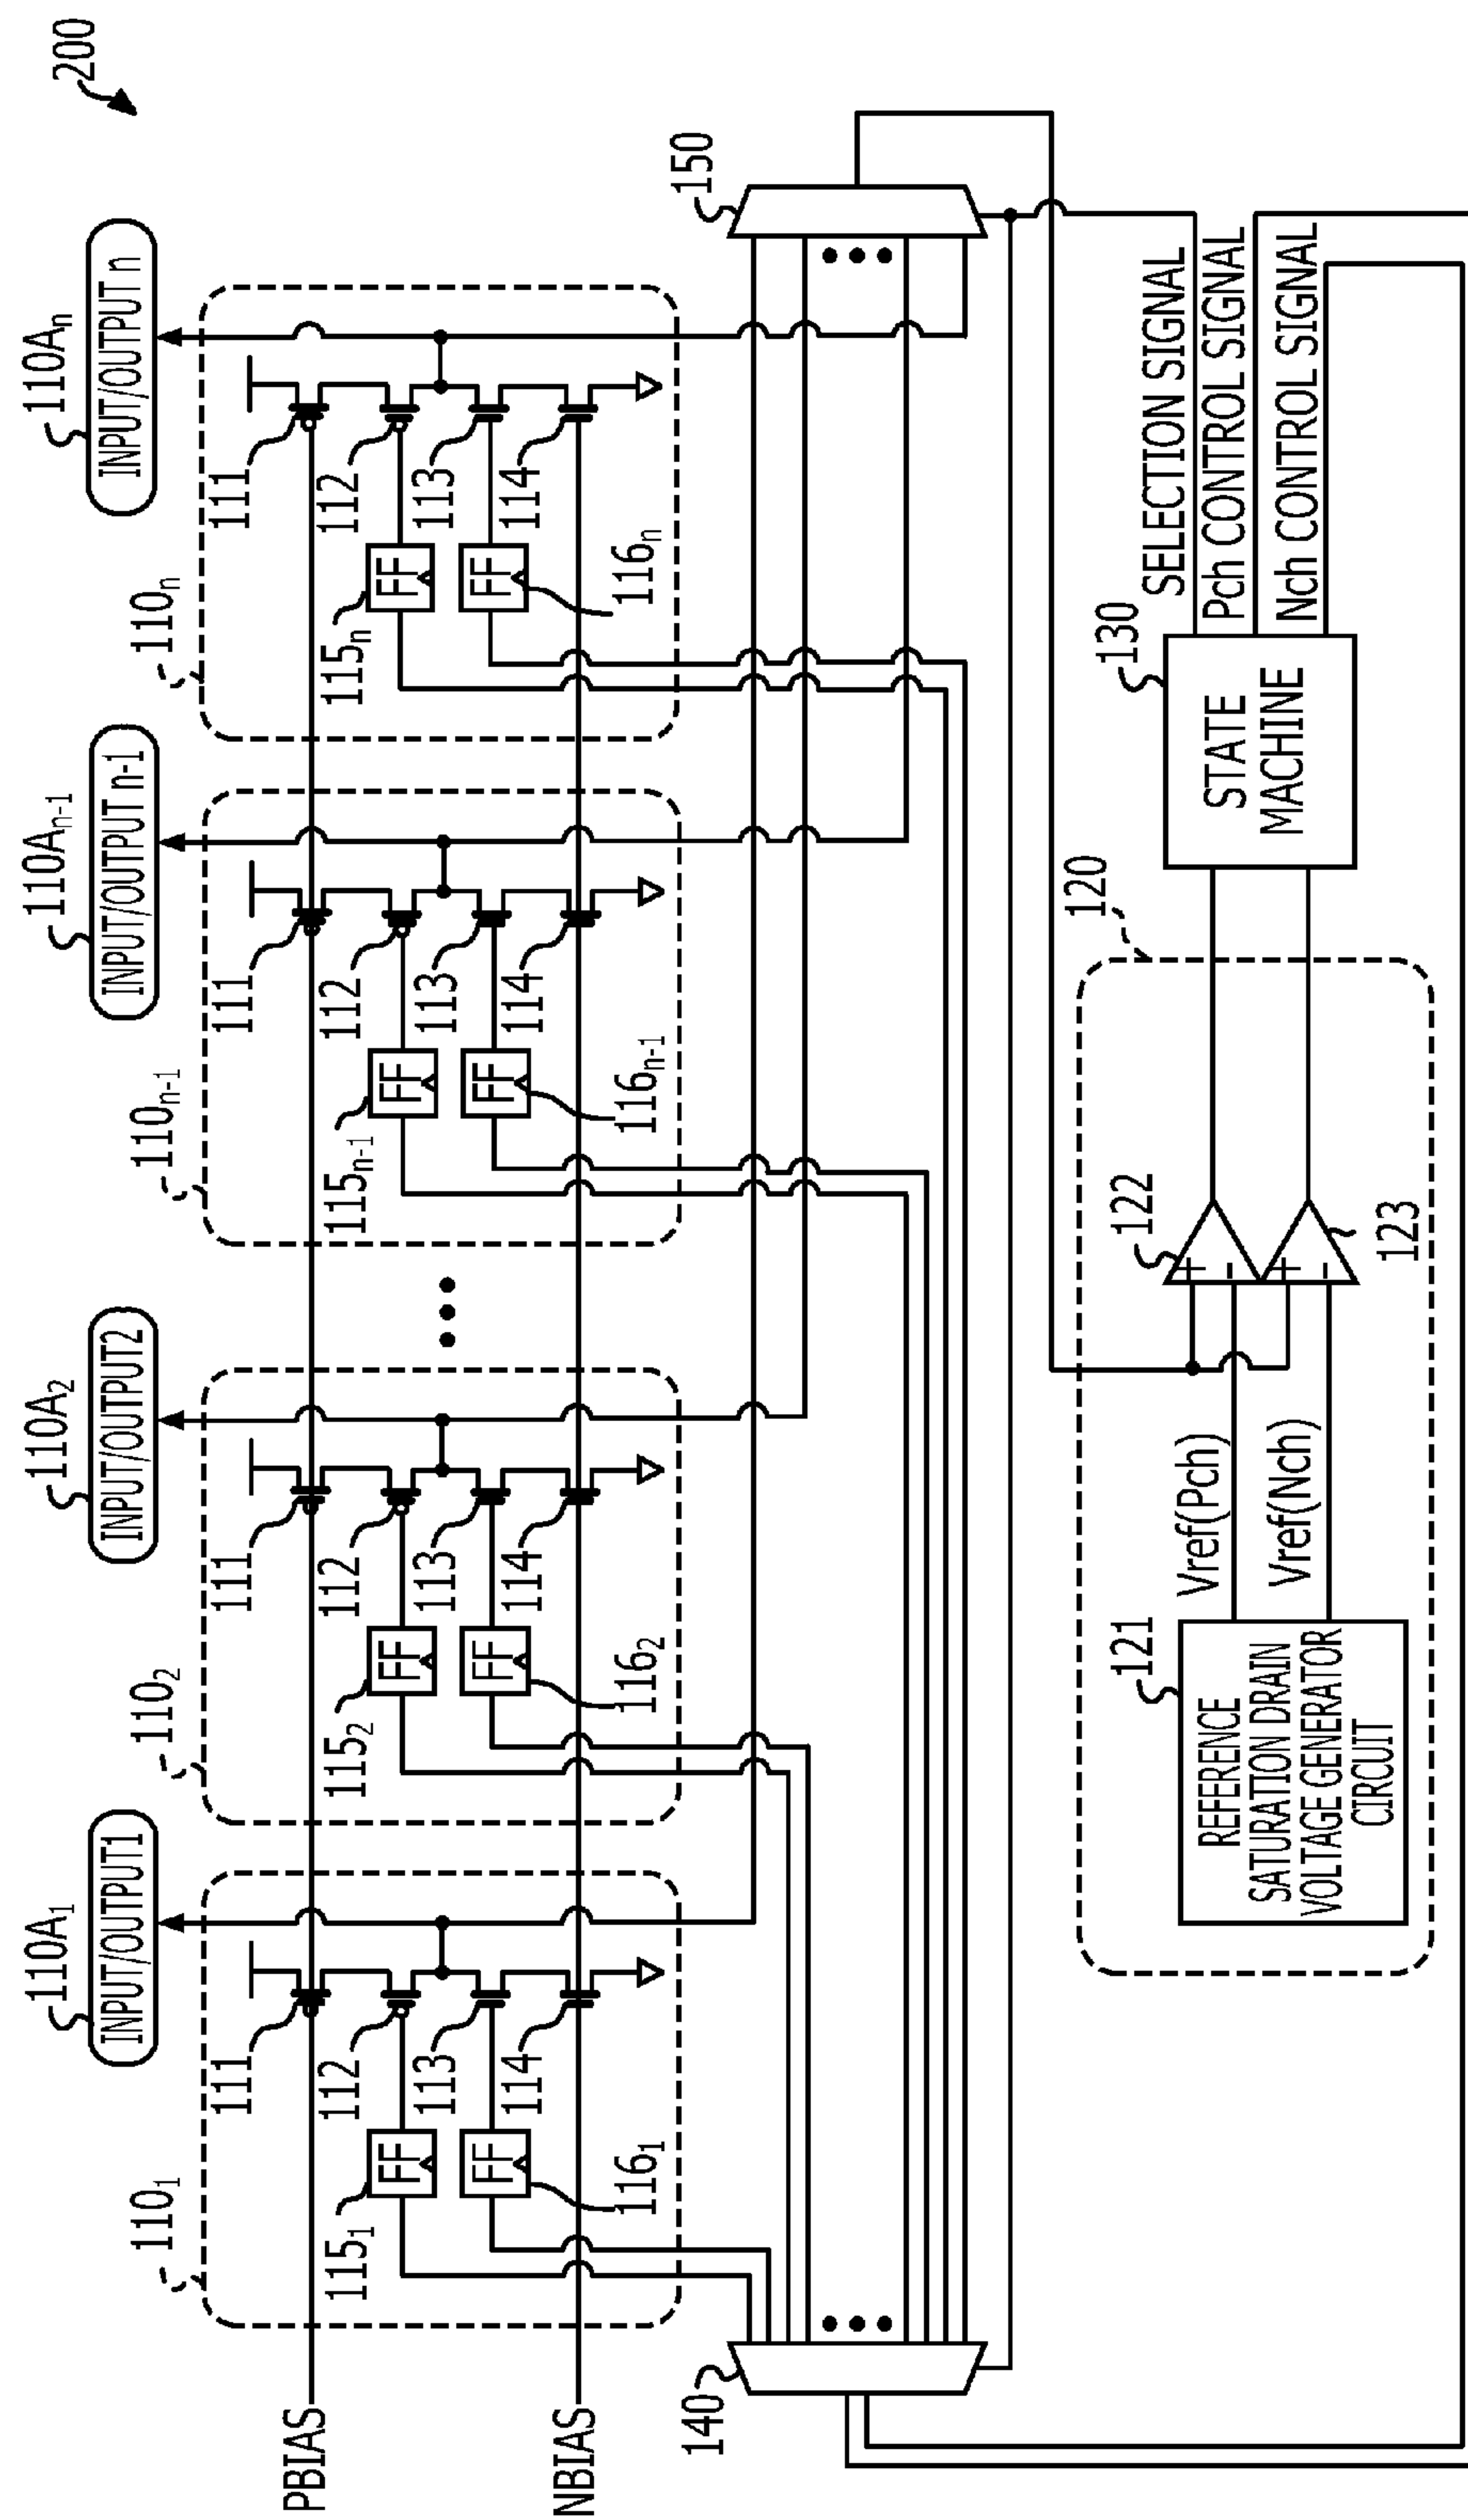 200
110A₁
110A₂
110Aₙ₋₁
110Aₙ
INPUT/OUTPUT1
INPUT/OUTPUT2
INPUT/OUTPUT n-1
INPUT/OUTPUT n
110₁
110₂
110ₙ₋₁
110ₙ
111
111
111
111
PBIAS
112
112
112
112
115₁
FF
115₂
FF
115ₙ₋₁
FF
115ₙ
FF
113
113
113
113
FF
FF
FF
FF
114
114
114
114
NBIAS
116₁
116₂
116ₙ₋₁
116ₙ
140
150
120
130
121
122
SELECTION SIGNAL
REFERENCE
SATURATION DRAIN
VOLTAGE GENERATOR
CIRCUIT
Vref(Pch)
Vref(Nch)
+
-
+
-
STATE
MACHINE
Pch CONTROL SIGNAL
Nch CONTROL SIGNAL
123